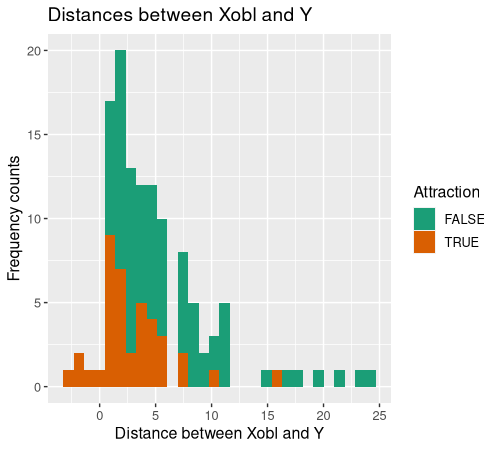 Distances between Xobl and Y
Frequency counts
20
15
10
5
0
0
5
10
15
20
25
Distance between Xobl and Y
Attraction
FALSE
TRUE